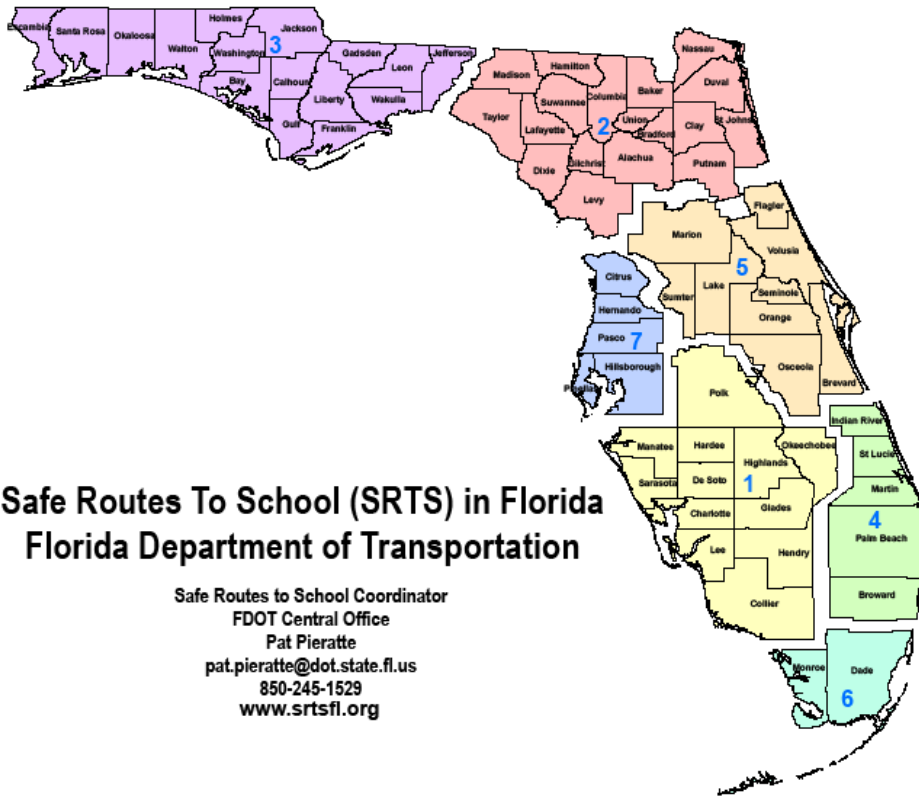 Escambia
Santa Rosa
Okaloosa
Walton
Holmes
Washington
Jackson
3
Bay
Calhoun
Gulf
Liberty
Franklin
Gadsden
Leon
Wakulla
Jefferson
Madison
Hamilton
Taylor
Suwannee
Columbia
Lafayette
2
Baker
Nassau
Duval
Union
Bradford
Clay
St Johns
Dixie
Gilchrist
Alachua
Putnam
Levy
Flagler
Marion
Volusia
5
Lake
Sumter
Seminole
Orange
Osceola
Brevard
Citrus
Hernando
Pasco
7
Hillsborough
Pinellas
Polk
Manatee
Hardee
Highlands
Okeechobee
Sarasota
De Soto
1
Charlotte
Glades
Lee
Hendry
Collier
Indian River
St Lucie
Martin
4
Palm Beach
Broward
Monroe
Dade
6
Safe Routes To School (SRTS) in Florida
Florida Department of Transportation
Safe Routes to School Coordinator
FDOT Central Office
Pat Pieratte
pat.pieratte@dot.state.fl.us
850-245-1529
www.srtsfl.org